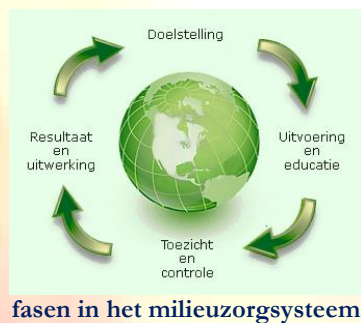 Doelstelling
Uitvoering
en
educatie
Toezicht
en
controle
Resultaat
en
uitwerking
fasen in het milieuzorgsysteem